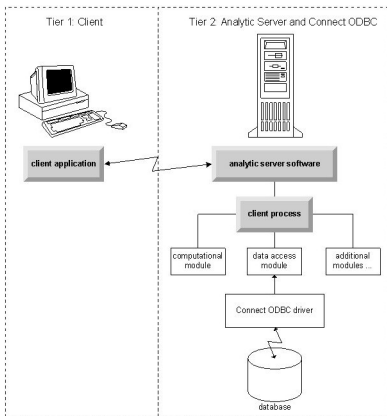 Tier 1: Client
Tier 2: Analytic Server and Connect ODBC
client application
analytic server software
client process
computational
module
data access
module
additional
modules ...
Connect ODBC driver
database